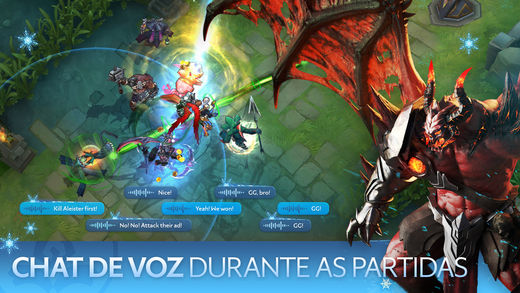 Nice!
GG, bro!
Kill Aleister first!
Yeah! We won!
GG!
No! No! Attack their ad!
GG!
CHAT DE VOZ DURANTE AS PARTIDAS